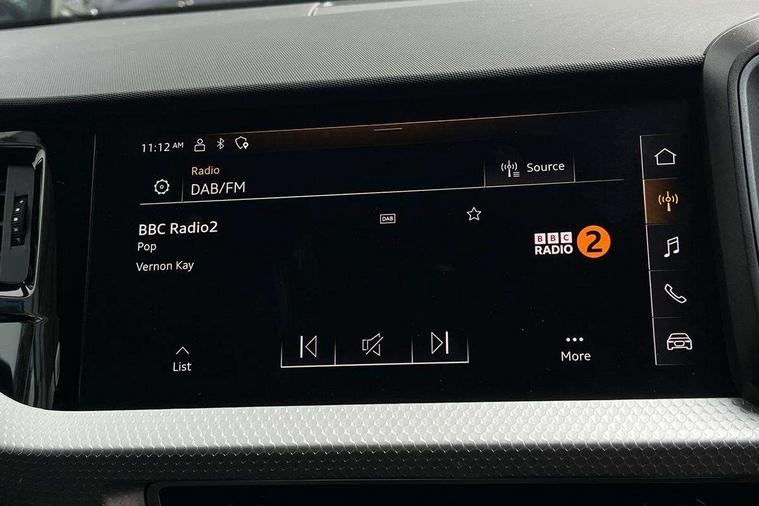 11:12 AM
Radio
DAB/FM
Source
BBC Radio2
DAB
Pop
Vernon Kay
BBC
RADIO 2
List
More